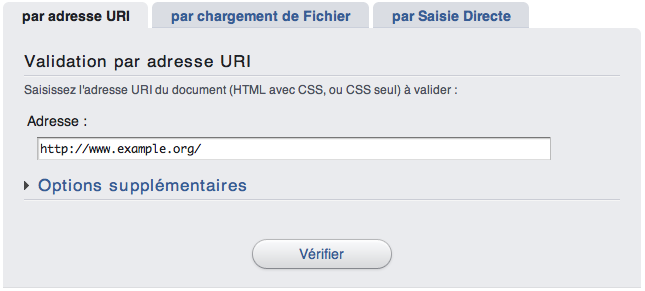 par adresse URI
par chargement de Fichier
par Saisie Directe
Validation par adresse URI
Saisissez l'adresse URI du document (HTML avec CSS, ou CSS seul) à valider :
Adresse :
http://www.example.org/
Options supplémentaires
Vérifier